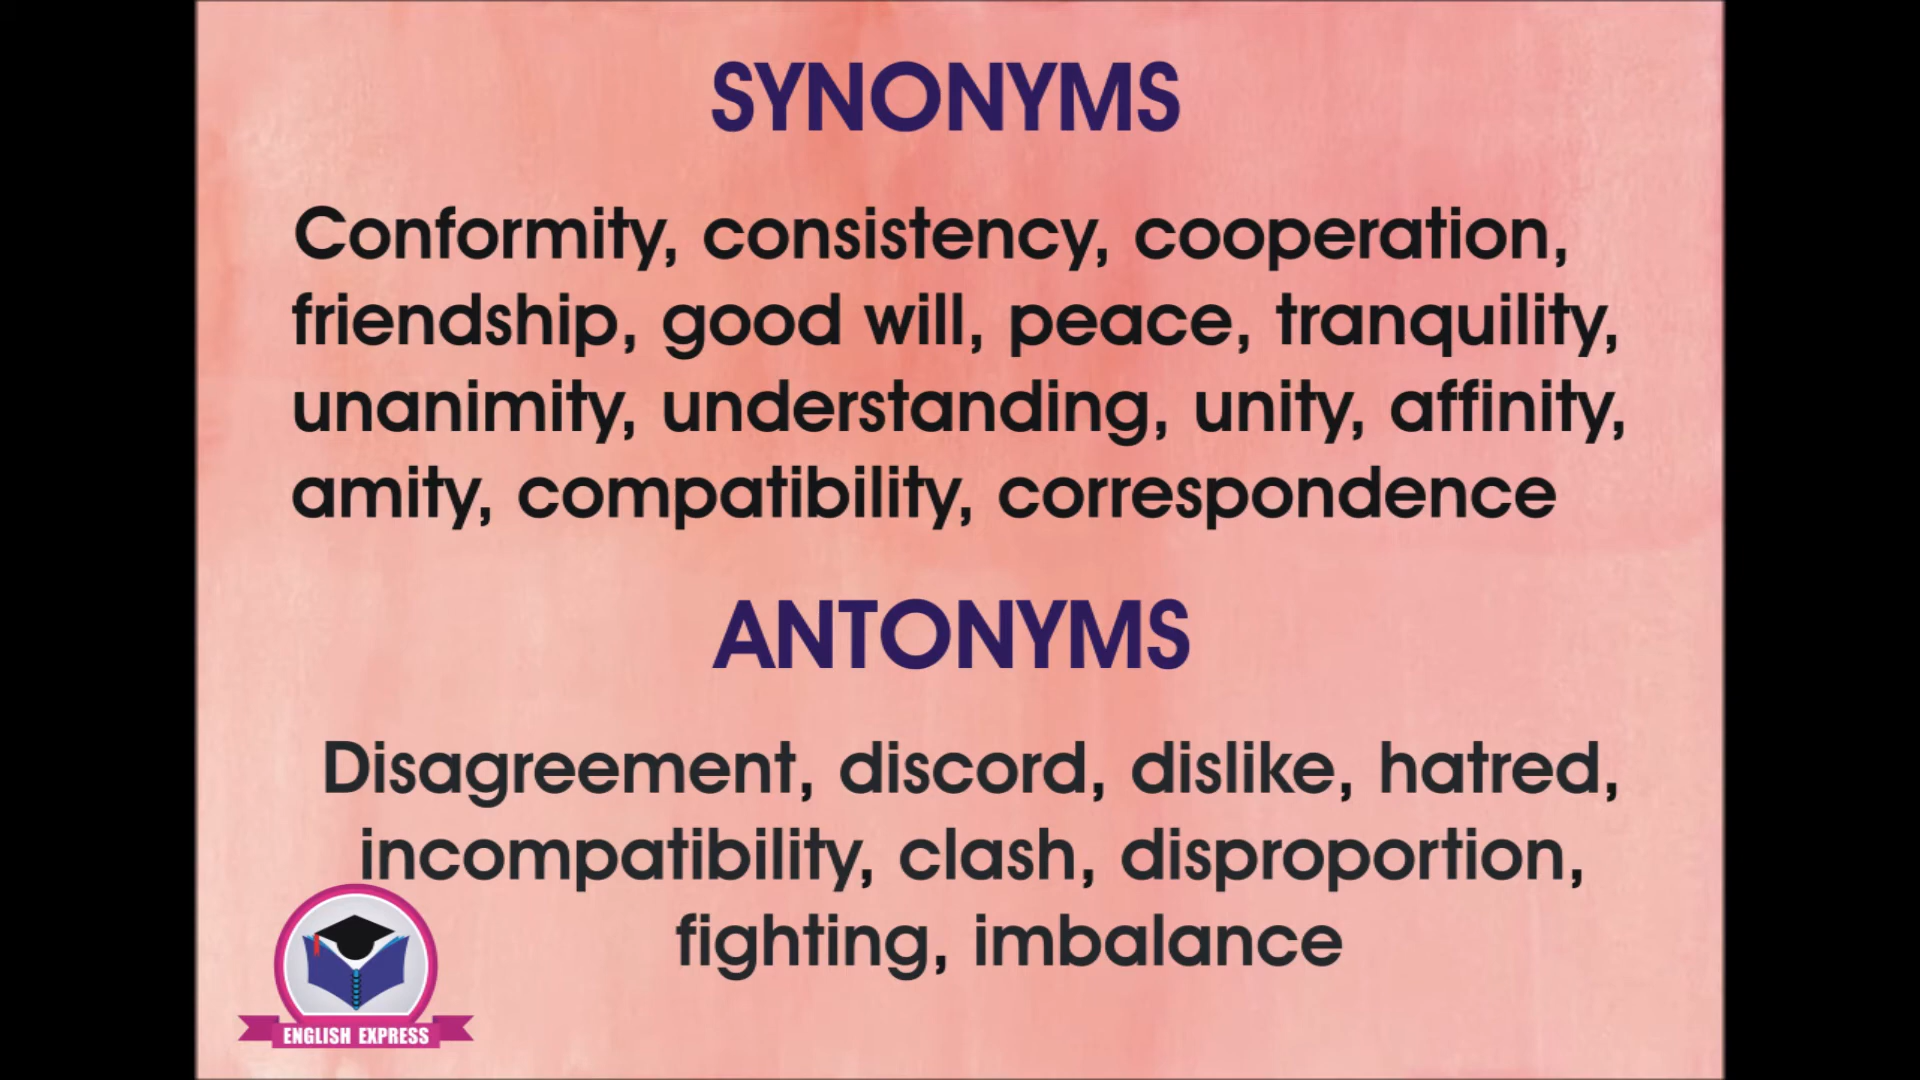 SYNONYMS
Conformity, consistency, cooperation,
friendship, good will, peace, tranquility,
unanimity, understanding, unity, affinity,
amity, compatibility, correspondence
ANTONYMS
Disagreement, discord, dislike, hatred,
incompatibility, clash, disproportion,
fighting, imbalance
ENGLISH EXPRESS